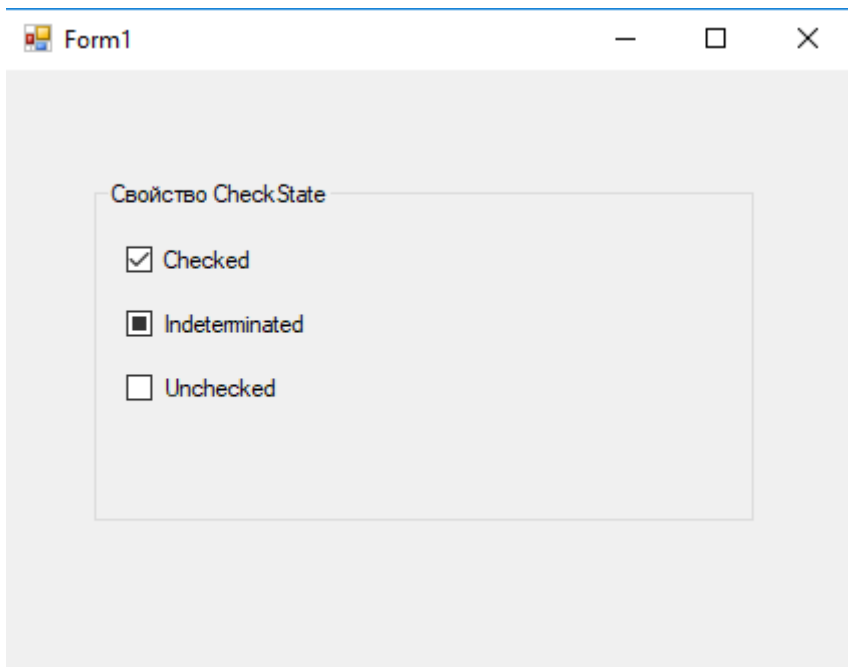 Form1
Свойство CheckState
Checked
Indeterminated
Unchecked